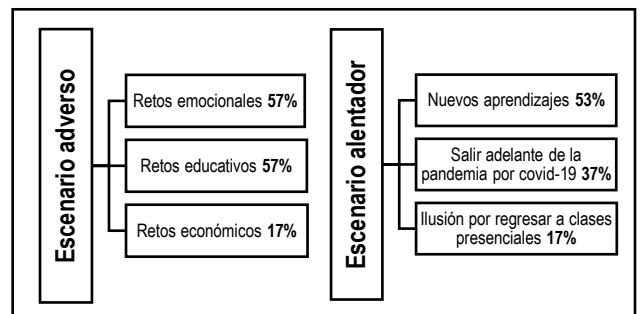 Escenario adverso
Retos emocionales 57%
Retos educativos 57%
Retos económicos 17%
Escenario alentador
Nuevos aprendizajes 53%
Salir adelante de la
pandemia por covid-19 37%
Ilusión por regresar a clases
presenciales 17%